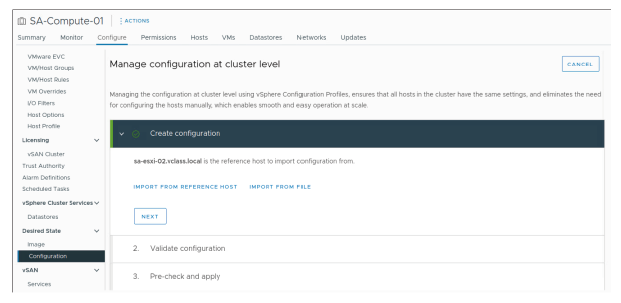 SA-Compute-01
ACTIONS
Summary Monitor Configure Permissions Hosts VMs Datastores Networks Updates
VMware EVC
VM/Host Groups
VM/Host Rules
VM Overrides
I/O Filters
Host Options
Host Profile
Licensing
vSAN Cluster
Trust Authority
Alarm Definitions
Scheduled Tasks
vSphere Cluster Services
Datastores
Desired State
Image
Configuration
vSAN
Services
Manage configuration at cluster level
CANCEL
Managing the configuration at cluster level using vSphere Configuration Profiles, ensures that all hosts in the cluster have the same settings, and eliminates the need
for configuring the hosts manually, which enables smooth and easy operation at scale.
Create configuration
sa-esxi-02.vclass.local is the reference host to import configuration from.
IMPORT FROM REFERENCE HOST IMPORT FROM FILE
NEXT
2. Validate configuration
3. Pre-check and apply